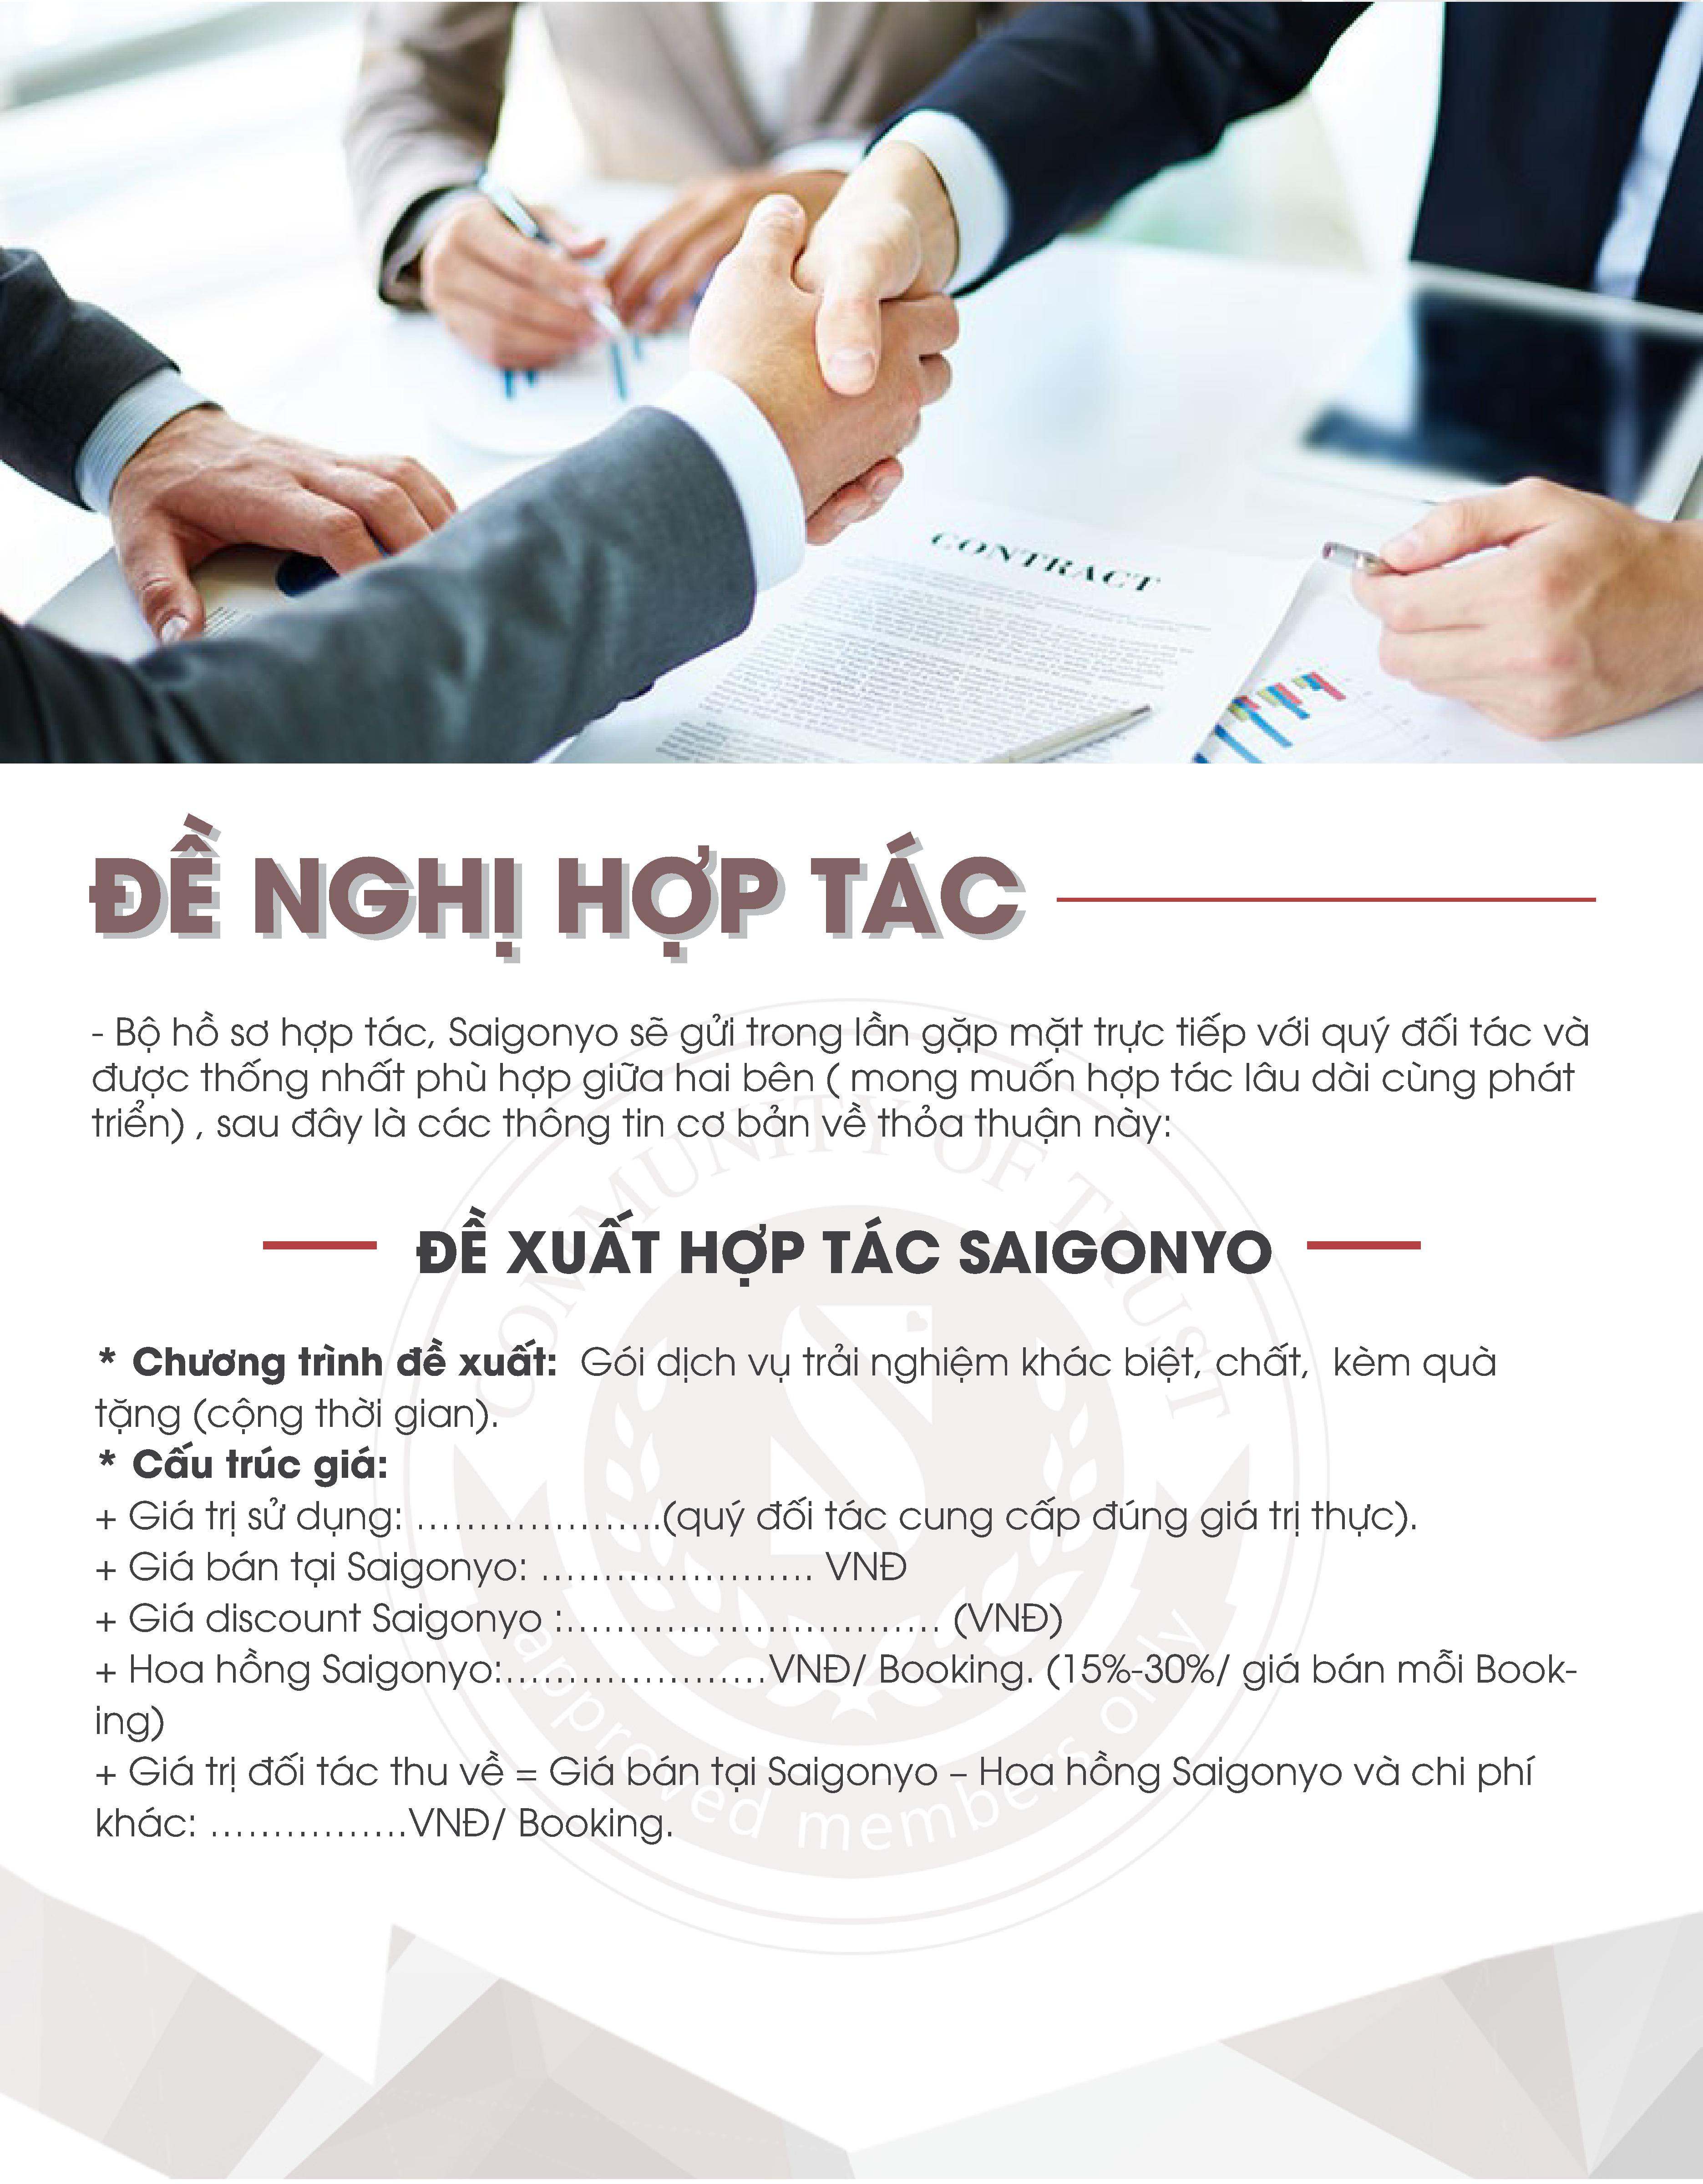 CONTRACT
ĐỀ NGHỊ HỢP TÁC
- Bộ hồ sơ hợp tác, Saigonyo sẽ gửi trong lần gặp mặt trực tiếp với quý đối tác và
được thống nhất phù hợp giữa hai bên ( mong muốn hợp tác lâu dài cùng phát
triển) , sau đây là các thông tin cơ bản về thỏa thuận này:
COMMUNITY OF TRUST
ĐỀ XUẤT HỢP TÁC SAIGONYO
* Chương trình đề xuất: Gói dịch vụ trải nghiệm khác biệt, chất, kèm quà
tặng (cộng thời gian).
* Cấu trúc giá:
+ Giá trị sử dụng: …………………..(quý đối tác cung cấp đúng giá trị thực).
+ Giá bán tại Saigonyo: …………………. VNĐ
+ Giá discount Saigonyo :………………………… (VNĐ)
+ Hoa hồng Saigonyo:…………………VNĐ/ Booking. (15%-30%/ giá bán mỗi Book-
ing)
+ Giá trị đối tác thu về = Giá bán tại Saigonyo – Hoa hồng Saigonyo và chi phí
khác: …………….VNĐ/ Booking.
approved members only